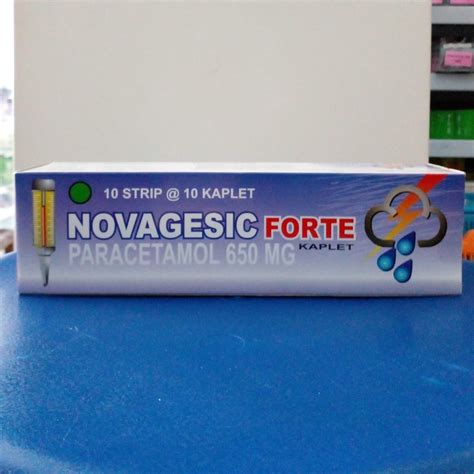 10 STRIP @ 10 KAPLET
NOVAGESIC FORTE
KAPLET
PARACETAMOL 650 MG